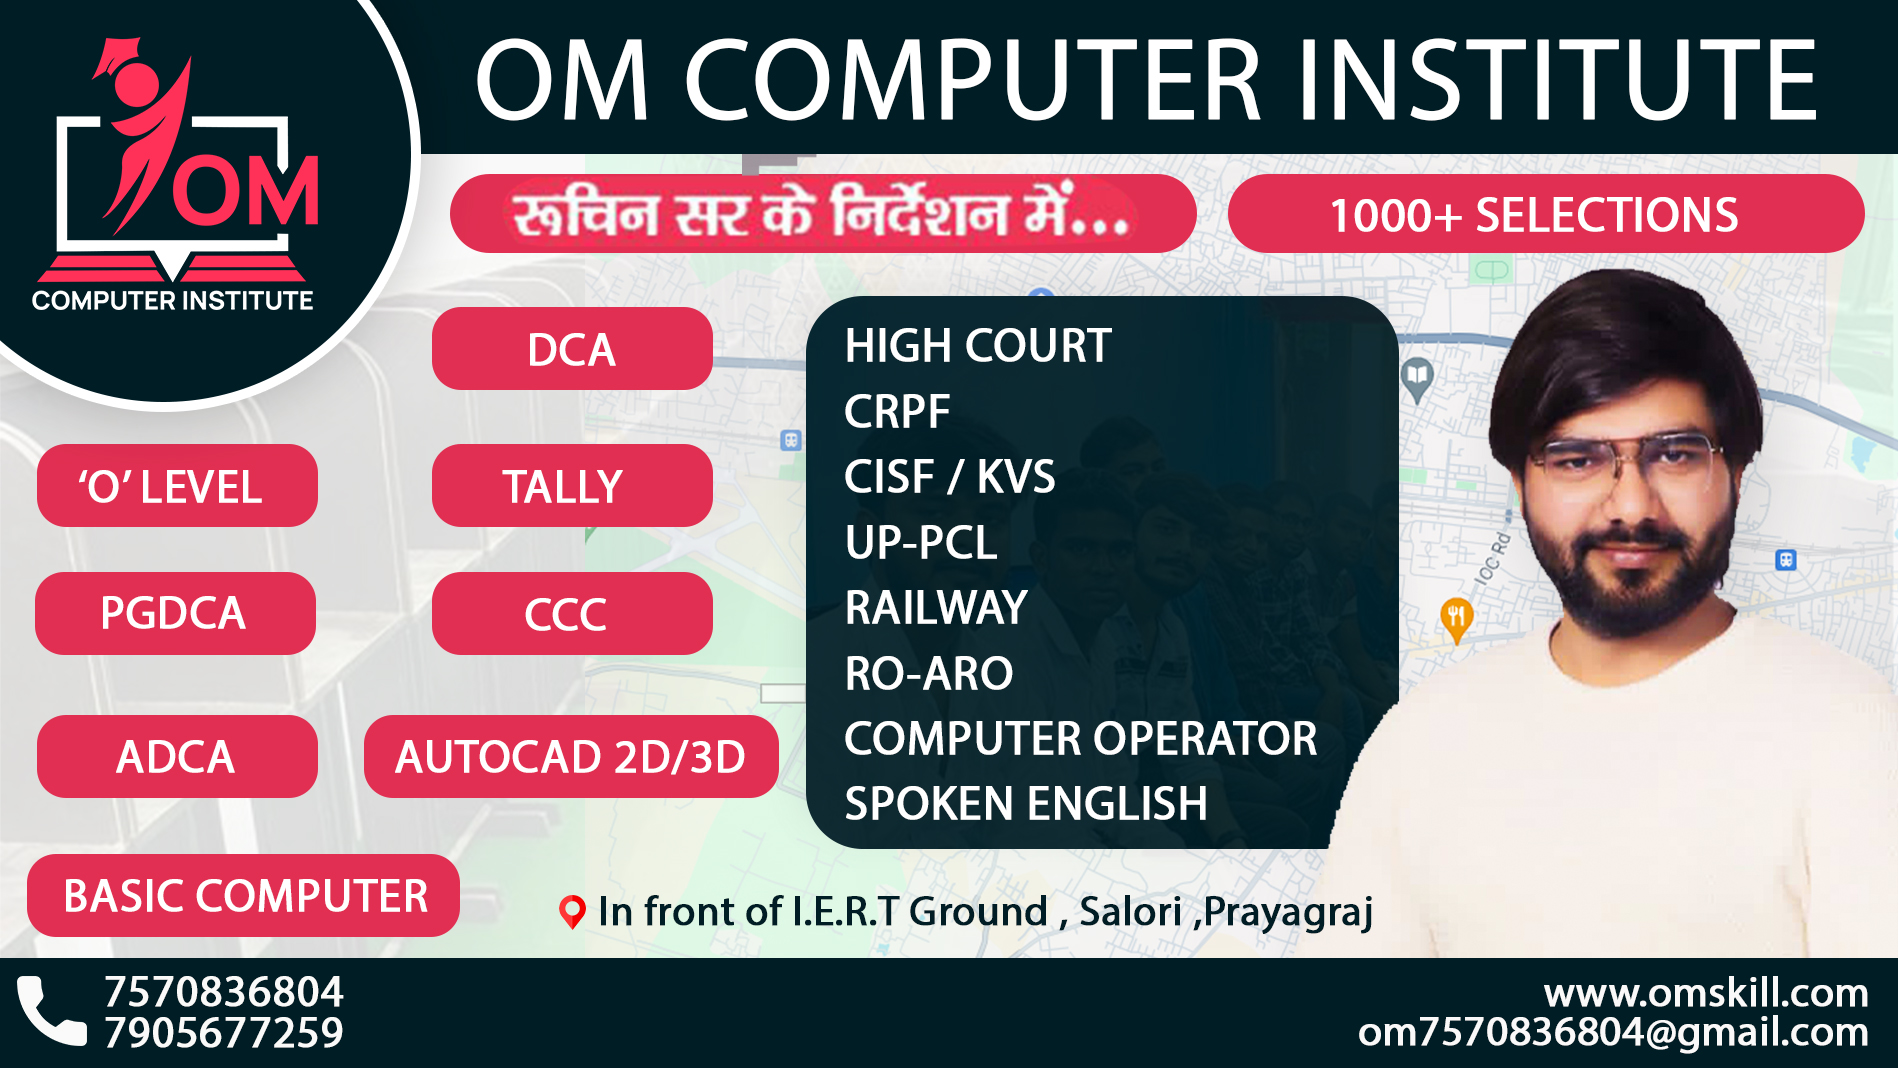 OM COMPUTER INSTITUTE
OM
COMPUTER INSTITUTE
रूचिन सर के निर्देशन में...
1000+ SELECTIONS
DCA
‘O’ LEVEL
TALLY
PGDCA
CCC
ADCA
AUTOCAD 2D/3D
BASIC COMPUTER
HIGH COURT
CRPF
CISF / KVS
UP-PCL
RAILWAY
RO-ARO
COMPUTER OPERATOR
SPOKEN ENGLISH
IOC Rd
In front of I.E.R.T Ground , Salori ,Prayagraj
7570836804
7905677259
www.omskill.com
om7570836804@gmail.com